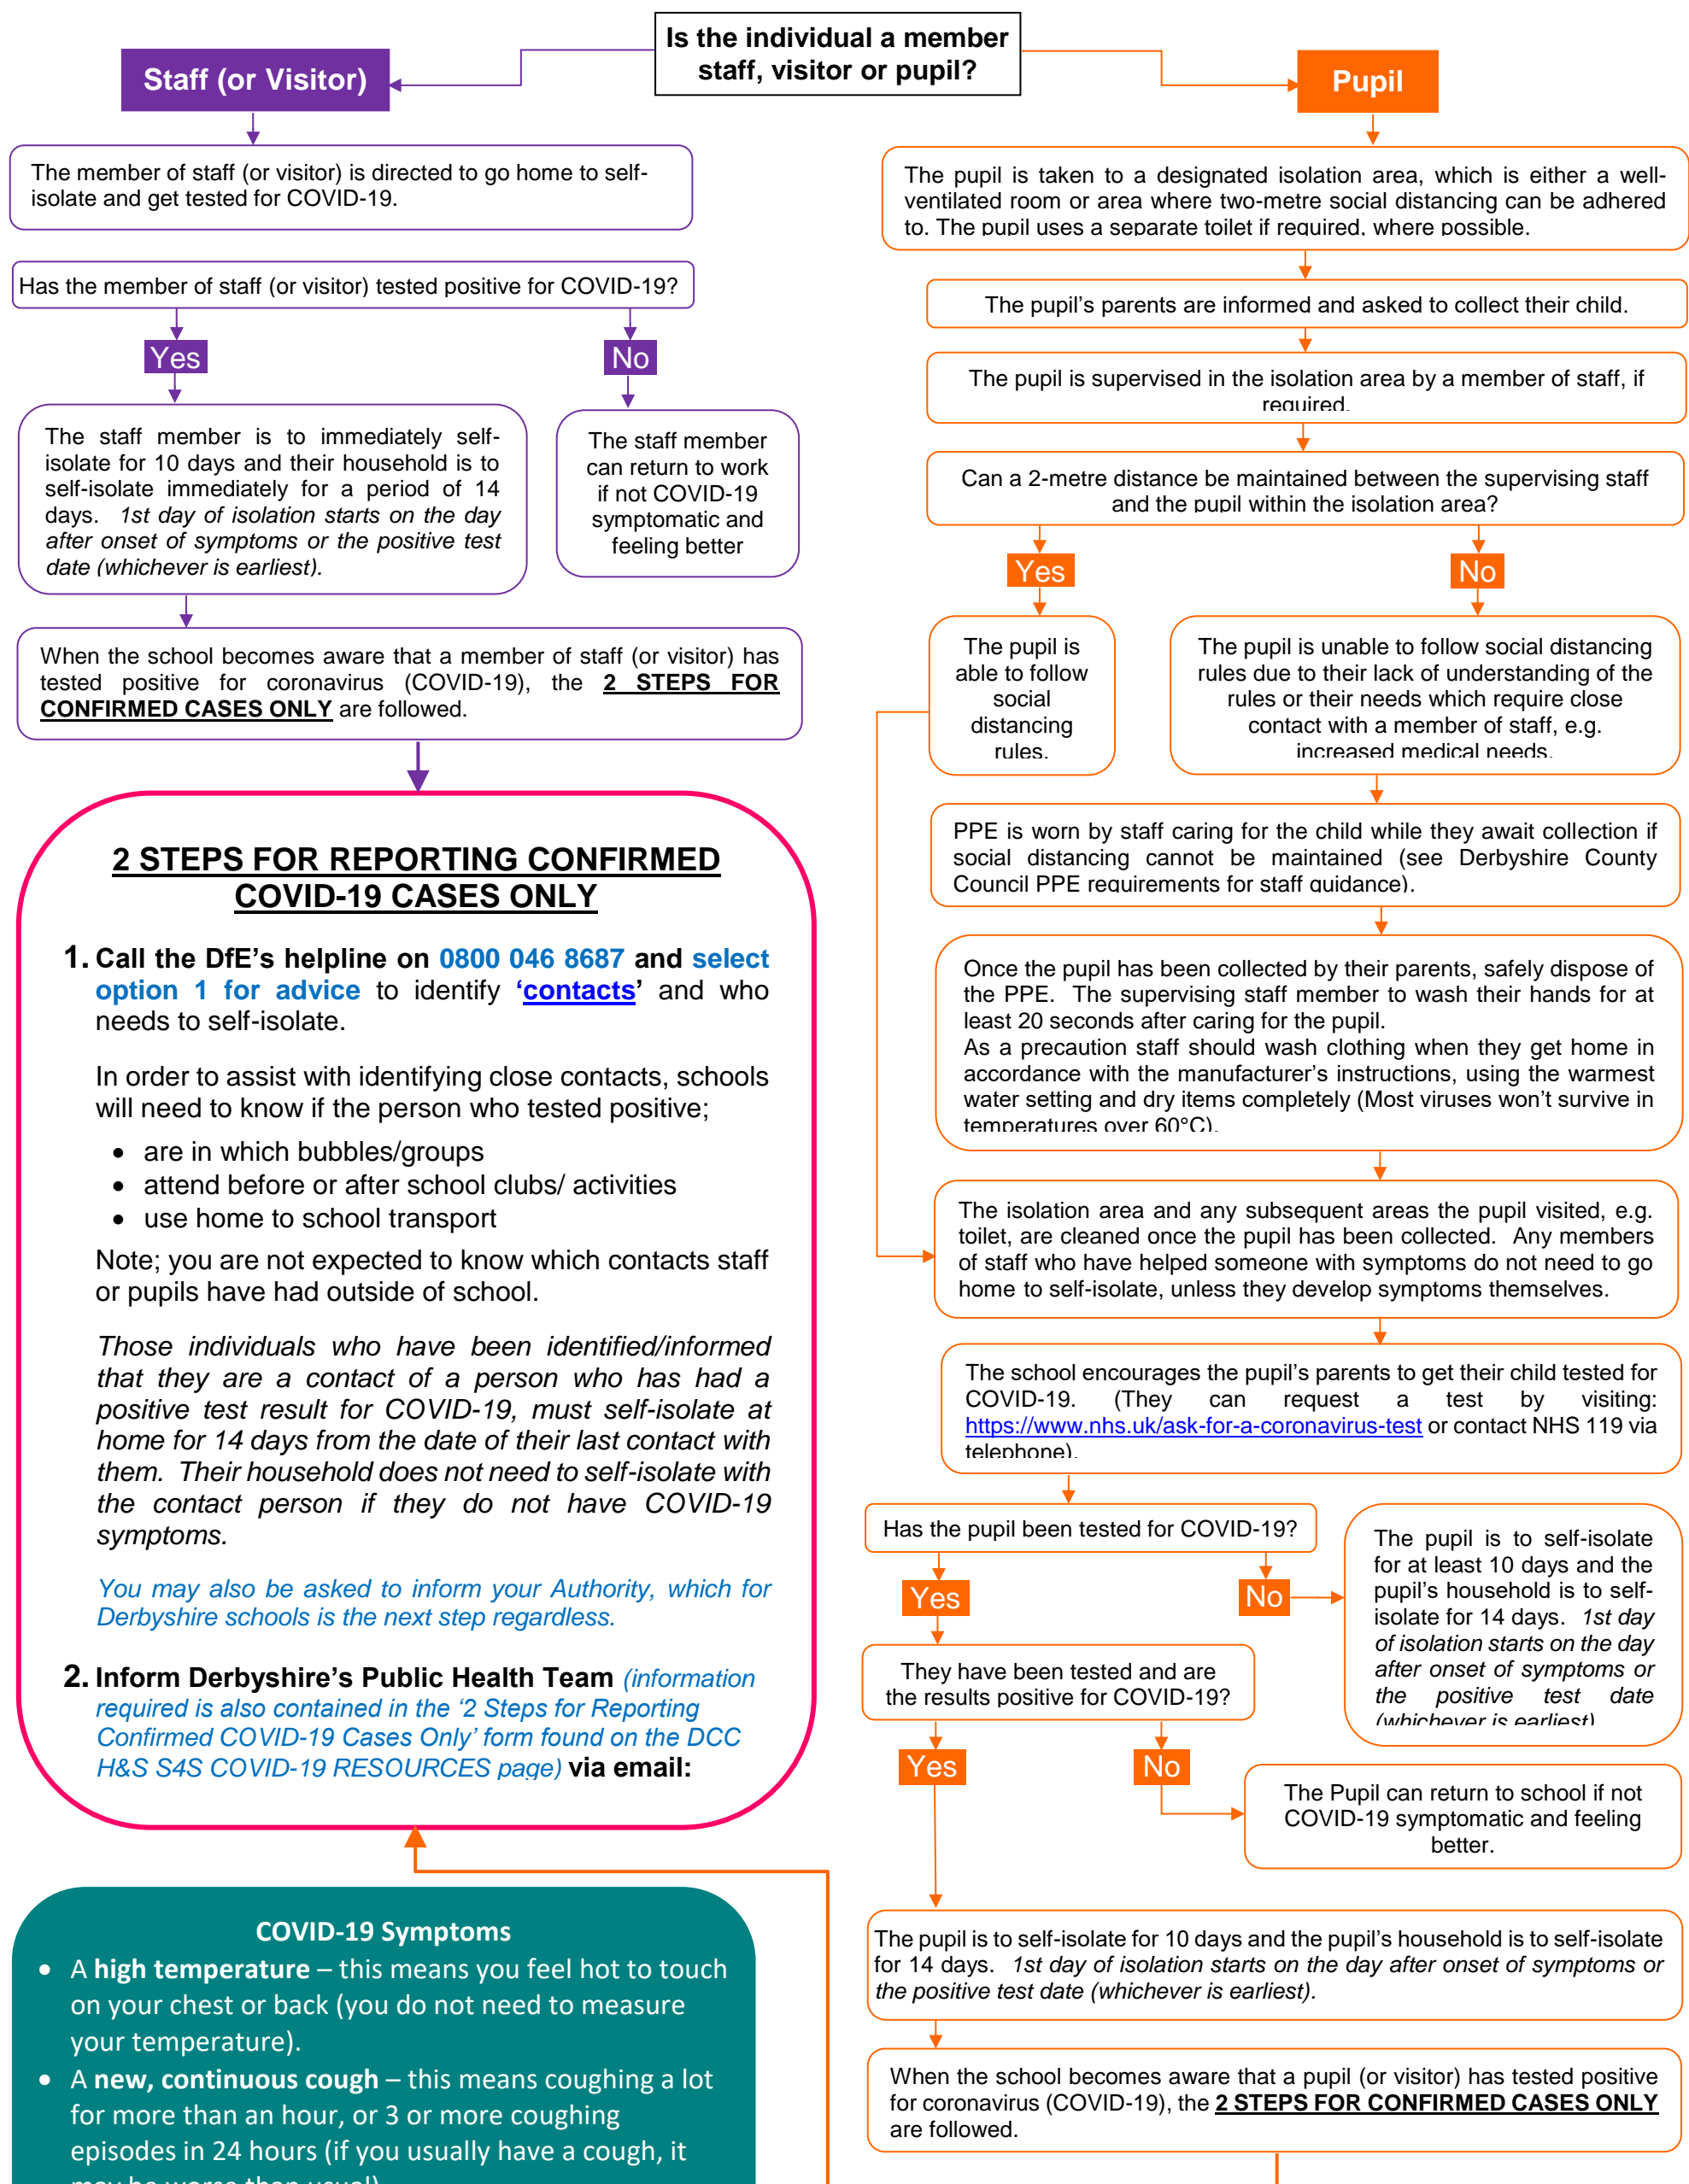 Is the individual a member
staff, visitor or pupil?
Staff (or Visitor)
The member of staff (or visitor) is directed to go home to self-
isolate and get tested for COVID-19.
Has the member of staff (or visitor) tested positive for COVID-19?
Yes
No
The staff member is to immediately self-
isolate for 10 days and their household is to
self-isolate immediately for a period of 14
days. 1st day of isolation starts on the day
after onset of symptoms or the positive test
date (whichever is earliest).
The staff member
can return to work
if not COVID-19
symptomatic and
feeling better
When the school becomes aware that a member of staff (or visitor) has
tested positive for coronavirus (COVID-19), the 2 STEPS FOR
CONFIRMED CASES ONLY are followed.
2 STEPS FOR REPORTING CONFIRMED
COVID-19 CASES ONLY
1. Call the DfE's helpline on 0800 046 8687 and select
option 1 for advice to identify ‘contacts’ and who
needs to self-isolate.
In order to assist with identifying close contacts, schools
will need to know if the person who tested positive;
• are in which bubbles/groups
• attend before or after school clubs/ activities
• use home to school transport
Note; you are not expected to know which contacts staff
or pupils have had outside of school.
Those individuals who have been identified/informed
that they are a contact of a person who has had a
positive test result for COVID-19, must self-isolate at
home for 14 days from the date of their last contact with
them. Their household does not need to self-isolate with
the contact person if they do not have COVID-19
symptoms.
You may also be asked to inform your Authority, which for
Derbyshire schools is the next step regardless.
2. Inform Derbyshire's Public Health Team (information
required is also contained in the ‘2 Steps for Reporting
Confirmed COVID-19 Cases Only’ form found on the DCC
H&S S4S COVID-19 RESOURCES page) via email:
COVID-19 Symptoms
• A high temperature – this means you feel hot to touch
on your chest or back (you do not need to measure
your temperature).
• A new, continuous cough – this means coughing a lot
for more than an hour, or 3 or more coughing
episodes in 24 hours (if you usually have a cough, it
may be worse than usual)
Pupil
The pupil is taken to a designated isolation area, which is either a well-
ventilated room or area where two-metre social distancing can be adhered
to. The pupil uses a separate toilet if required, where possible.
The pupil's parents are informed and asked to collect their child.
The pupil is supervised in the isolation area by a member of staff, if
required.
Can a 2-metre distance be maintained between the supervising staff
and the pupil within the isolation area?
Yes
No
The pupil is
able to follow
social
distancing
rules.
The pupil is unable to follow social distancing
rules due to their lack of understanding of the
rules or their needs which require close
contact with a member of staff, e.g.
increased medical needs.
PPE is worn by staff caring for the child while they await collection if
social distancing cannot be maintained (see Derbyshire County
Council PPE requirements for staff guidance).
Once the pupil has been collected by their parents, safely dispose of
the PPE. The supervising staff member to wash their hands for at
least 20 seconds after caring for the pupil.
As a precaution staff should wash clothing when they get home in
accordance with the manufacturer's instructions, using the warmest
water setting and dry items completely (Most viruses won't survive in
temperatures over 60°C).
The isolation area and any subsequent areas the pupil visited, e.g.
toilet, are cleaned once the pupil has been collected. Any members
of staff who have helped someone with symptoms do not need to go
home to self-isolate, unless they develop symptoms themselves.
The school encourages the pupil's parents to get their child tested for
COVID-19. (They can request a test by visiting:
https://www.nhs.uk/ask-for-a-coronavirus-test or contact NHS 119 via
telephone).
Has the pupil been tested for COVID-19?
Yes
No
The pupil is to self-isolate
for at least 10 days and the
pupil's household is to self-
isolate for 14 days. 1st day
of isolation starts on the day
after onset of symptoms or
the positive test date
(whichever is earliest)
They have been tested and are
the results positive for COVID-19?
Yes
No
The Pupil can return to school if not
COVID-19 symptomatic and feeling
better.
The pupil is to self-isolate for 10 days and the pupil's household is to self-isolate
for 14 days. 1st day of isolation starts on the day after onset of symptoms or
the positive test date (whichever is earliest).
When the school becomes aware that a pupil (or visitor) has tested positive
for coronavirus (COVID-19), the 2 STEPS FOR CONFIRMED CASES ONLY
are followed.